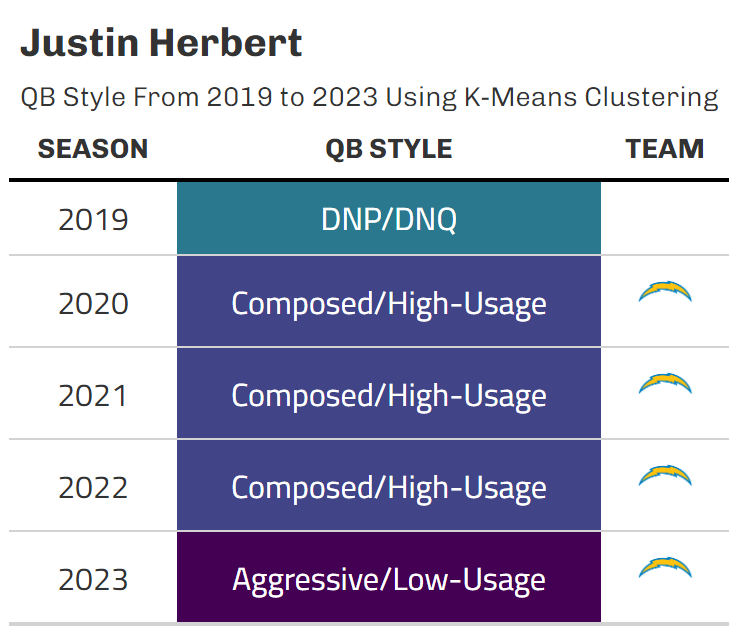 Justin Herbert
QB Style From 2019 to 2023 Using K-Means Clustering
SEASON QB STYLE TEAM
2019 DNP/DNQ
2020 Composed/High-Usage
2021 Composed/High-Usage
2022 Composed/High-Usage
2023 Aggressive/Low-Usage